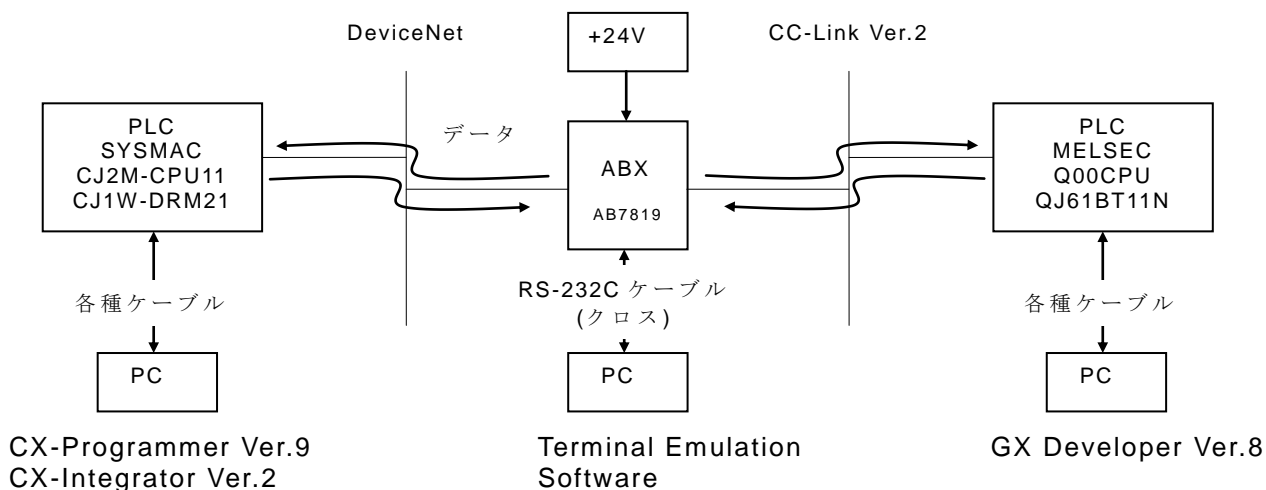 DeviceNet
+24V
CC-Link Ver.2
PLC
SYSMAC
CJ2M-CPU11
CJ1W-DRM21
データ
ABX
AB7819
PLC
MELSEC
Q00CPU
QJ61BT11N
各種ケーブル
RS-232C ケーブル
(クロス)
各種ケーブル
PC
PC
PC
CX-Programmer Ver.9
CX-Integrator Ver.2
Terminal Emulation
Software
GX Developer Ver.8